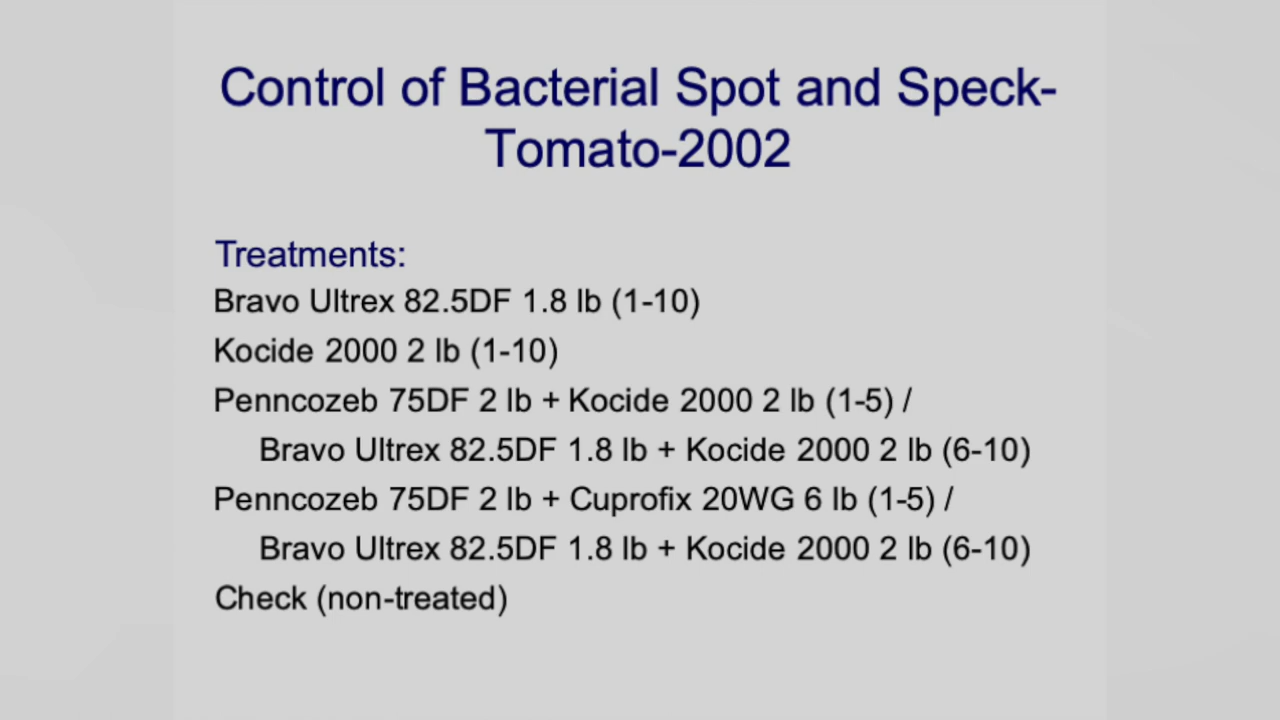 Control of Bacterial Spot and Speck-
Tomato-2002
Treatments:
Bravo Ultrex 82.5DF 1.8 lb (1-10)
Kocide 2000 2 lb (1-10)
Penncozeb 75DF 2 lb + Kocide 2000 2 lb (1-5) /
Bravo Ultrex 82.5DF 1.8 lb + Kocide 2000 2 lb (6-10)
Penncozeb 75DF 2 lb + Cuprofix 20WG 6 lb (1-5) /
Bravo Ultrex 82.5DF 1.8 lb + Kocide 2000 2 lb (6-10)
Check (non-treated)